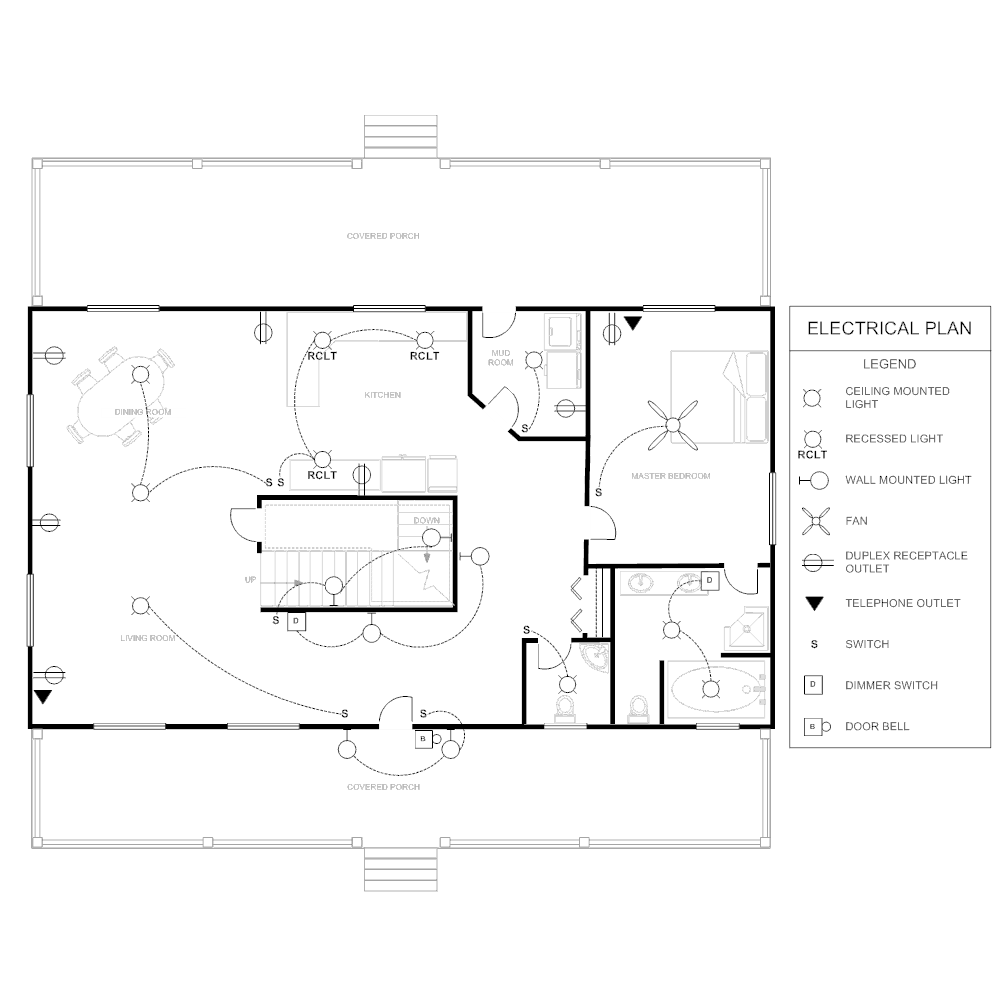 COVERED PORCH
RCLT
RCLT
MUD
ROOM
KITCHEN
DINING ROOM
S
RCLT
S S
MASTER BEDROOM
S
DOWN
UP
D
S
D
S
LIVING ROOM
S
S
B
COVERED PORCH
ELECTRICAL PLAN
LEGEND
CEILING MOUNTED
LIGHT
RECESSED LIGHT
RCLT
WALL MOUNTED LIGHT
FAN
DUPLEX RECEPTACLE
OUTLET
TELEPHONE OUTLET
S
SWITCH
D
DIMMER SWITCH
B
DOOR BELL